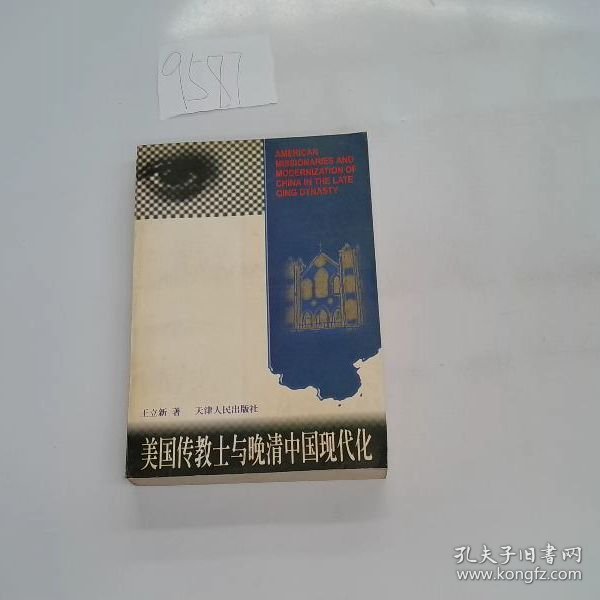 9587
AMERICAN
MISSIONARIES AND
MODERNIZATION OF
CHINA IN THE LATE
QING DYNASTY
王立新 著 天津人民出版社
美国传教士与晚清中国现代化
孔夫子旧书网
www.kongfz.com